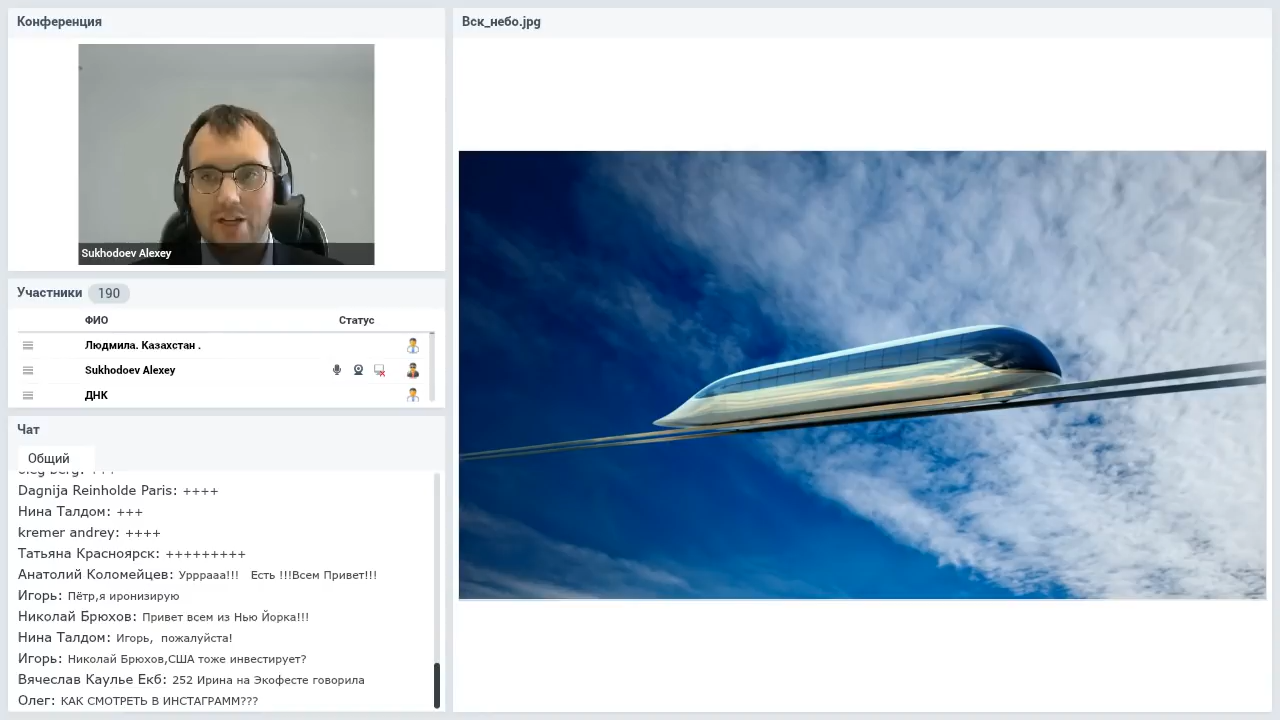 Конференция
Sukhodoev Alexey
Участники 190
ФИО Статус
Людмила. Казахстан .
Sukhodoev Alexey
ДНК
Чат
Общий
Dagnija Reinholde Paris: ++++
Нина Талдом: +++
kremer andrey: ++++
Татьяна Красноярск: +++++++++
Анатолий Коломейцев: Урррааа!!! Есть !!!Всем Привет!!!
Игорь: Пётр,я иронизирую
Николай Брюхов: Привет всем из Нью Йорка!!!
Нина Талдом: Игорь, пожалуйста!
Игорь: Николай Брюхов,США тоже инвестирует?
Вячеслав Каулье Екб: 252 Ирина на Экофесте говорила
Олег: КАК СМОТРЕТЬ В ИНСТАГРАММ???
Вск_небо.jpg